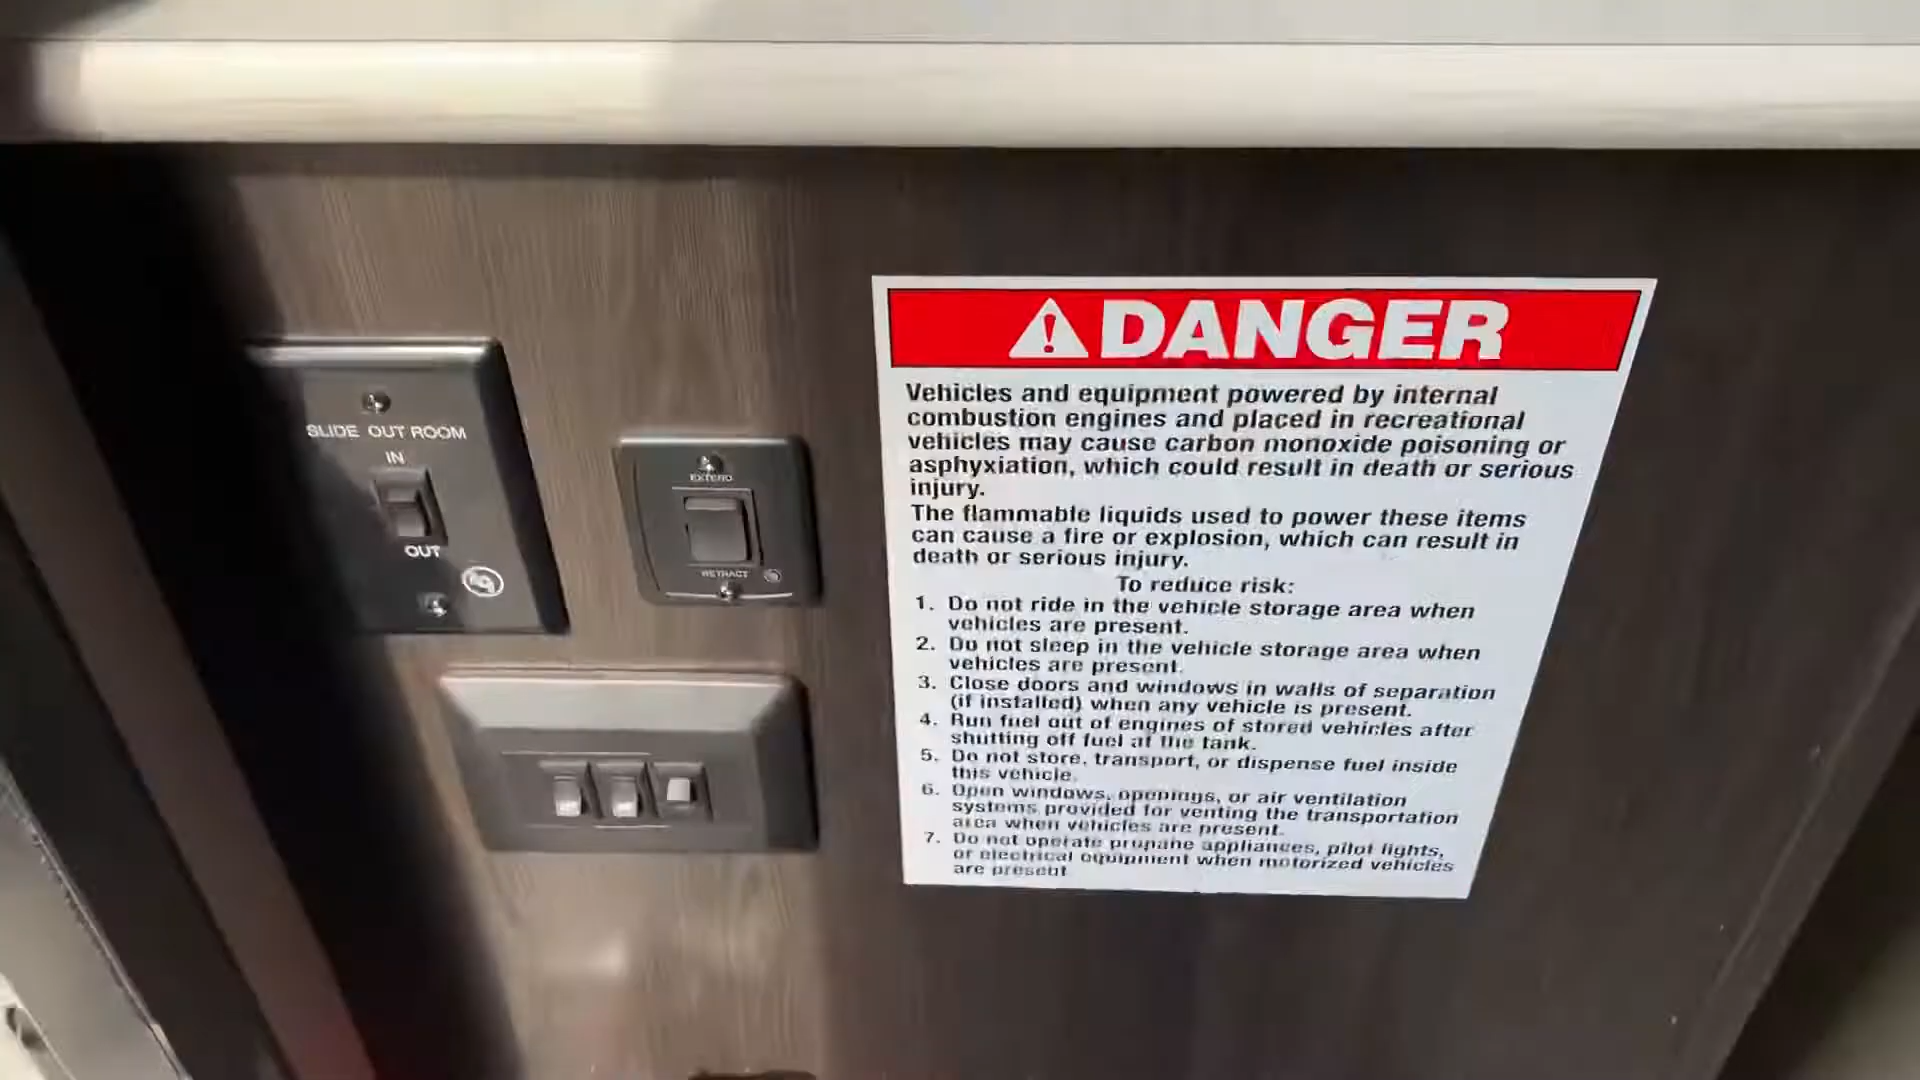 SLIDE OUT ROOM
IN
OUT
EXTEND
RETRACT
DANGER
Vehicles and equipment powered by internal
combustion engines and placed in recreational
vehicles may cause carbon monoxide poisoning or
asphyxiation, which could result in death or serious
injury.
The flammable liquids used to power these items
can cause a fire or explosion, which can result in
death or serious injury.
To reduce risk:
1. Do not ride in the vehicle storage area when
vehicles are present.
2. Do not sleep in the vehicle storage area when
vehicles are present.
3. Close doors and windows in walls of separation
(if installed) when any vehicle is present.
4. Run fuel out of engines of stored vehicles after
shutting off fuel at the tank.
5. Do not store, transport, or dispense fuel inside
this vehicle.
6. Open windows, openings, or air ventilation
systems provided for venting the transportation
area when vehicles are present.
7. Do not operate propane appliances, pilot lights,
or electrical equipment when motorized vehicles
are present